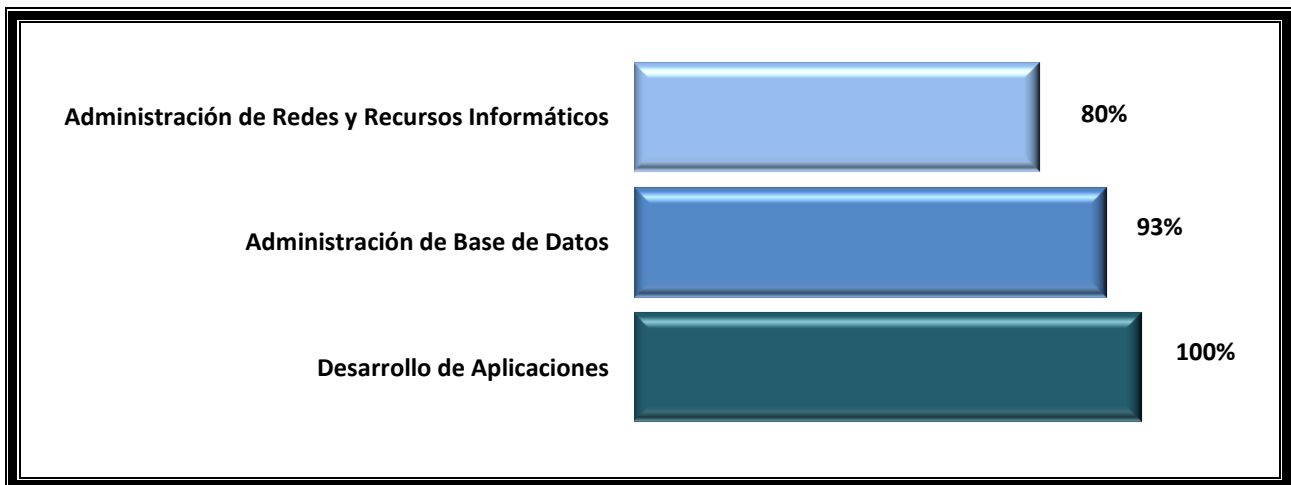 Administración de Redes y Recursos Informáticos
80%
Administración de Base de Datos
93%
Desarrollo de Aplicaciones
100%